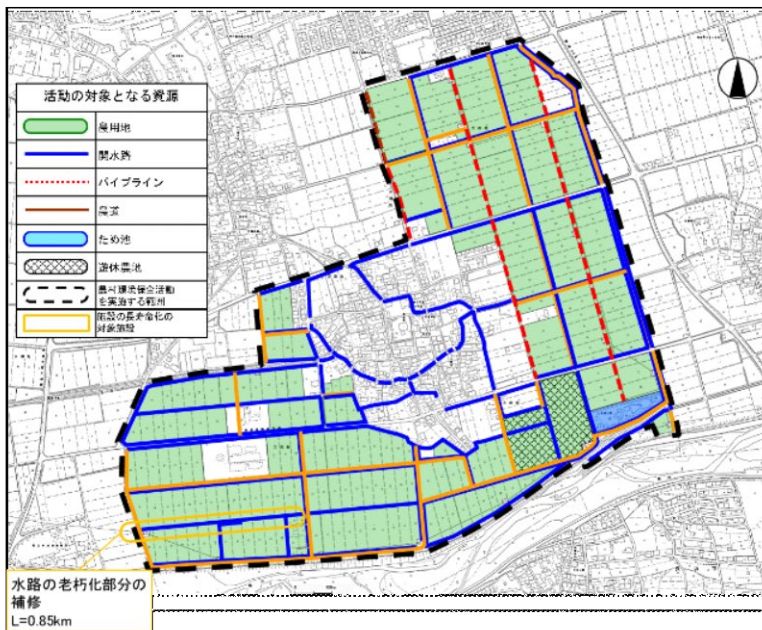 活動の対象となる資源
農用地
開水路
パイプライン
農道
ため池
遊休農地
農村環境保全活動
を実施する範囲
施設の長寿命化の
対象施設
水路の老朽化部分の
補修
L=0.85km